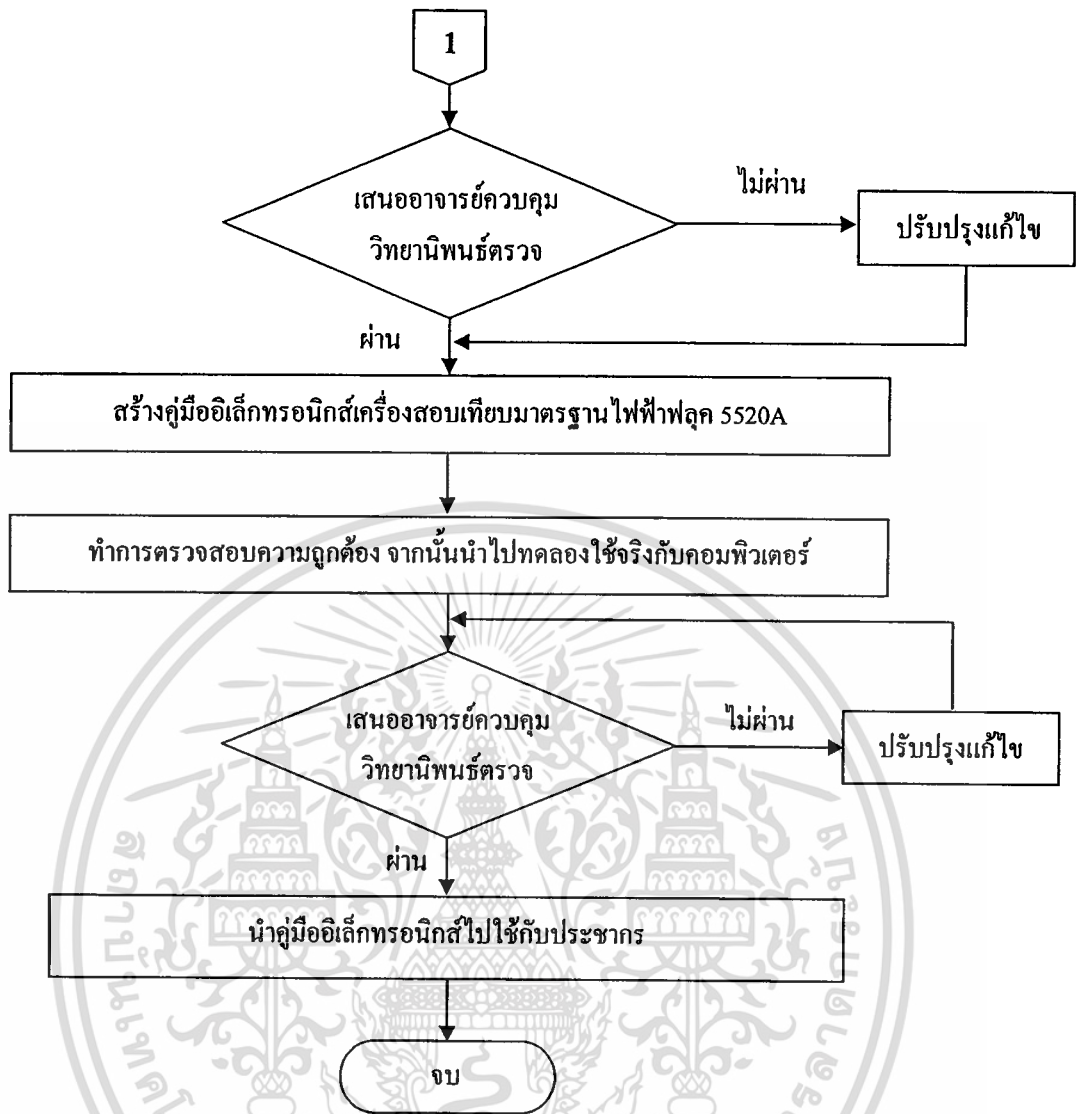 1
เสนออาจารย์ควบคุม
วิทยานิพนธ์ตรวจ
ไม่ผ่าน
ปรับปรุงแก้ไข
ผ่าน
สร้างคู่มืออิเล็กทรอนิกส์เครื่องสอบเทียบมาตรฐานไฟฟ้าฟลุค 5520A
ทำการตรวจสอบความถูกต้อง จากนั้นนำไปทดลองใช้จริงกับคอมพิวเตอร์
เสนออาจารย์ควบคุม
วิทยานิพนธ์ตรวจ
ไม่ผ่าน
ปรับปรุงแก้ไข
ผ่าน
นำคู่มืออิเล็กทรอนิกส์ไปใช้กับประชากร
จบ